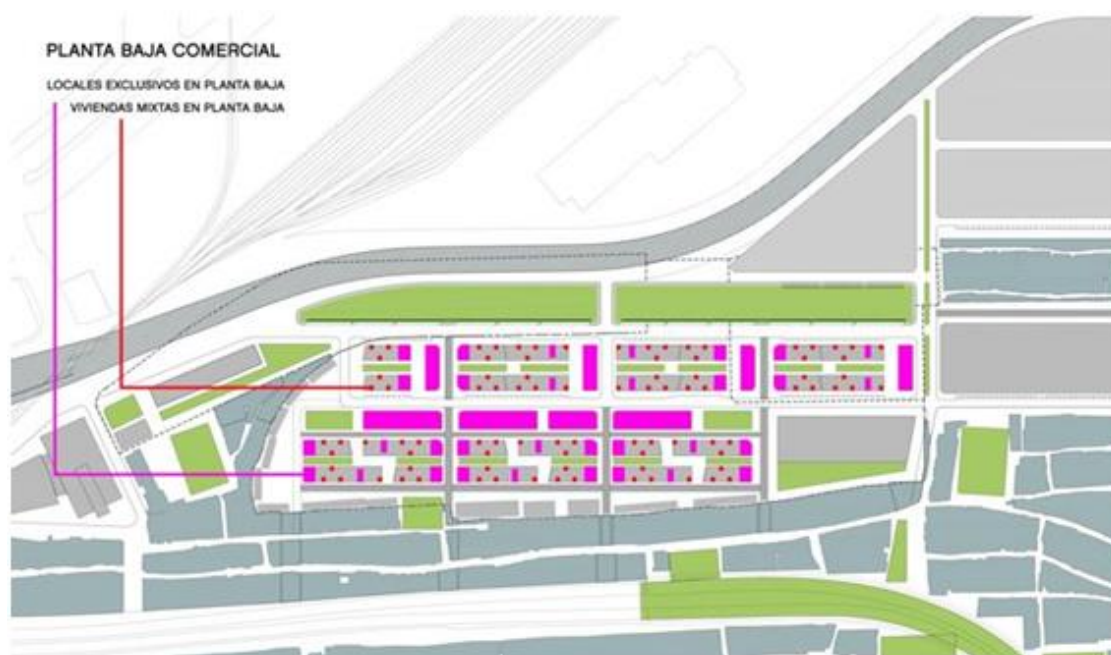 PLANTA BAJA COMERCIAL
LOCALES EXCLUSIVOS EN PLANTA BAJA
VIVIENDAS MIXTAS EN PLANTA BAJA